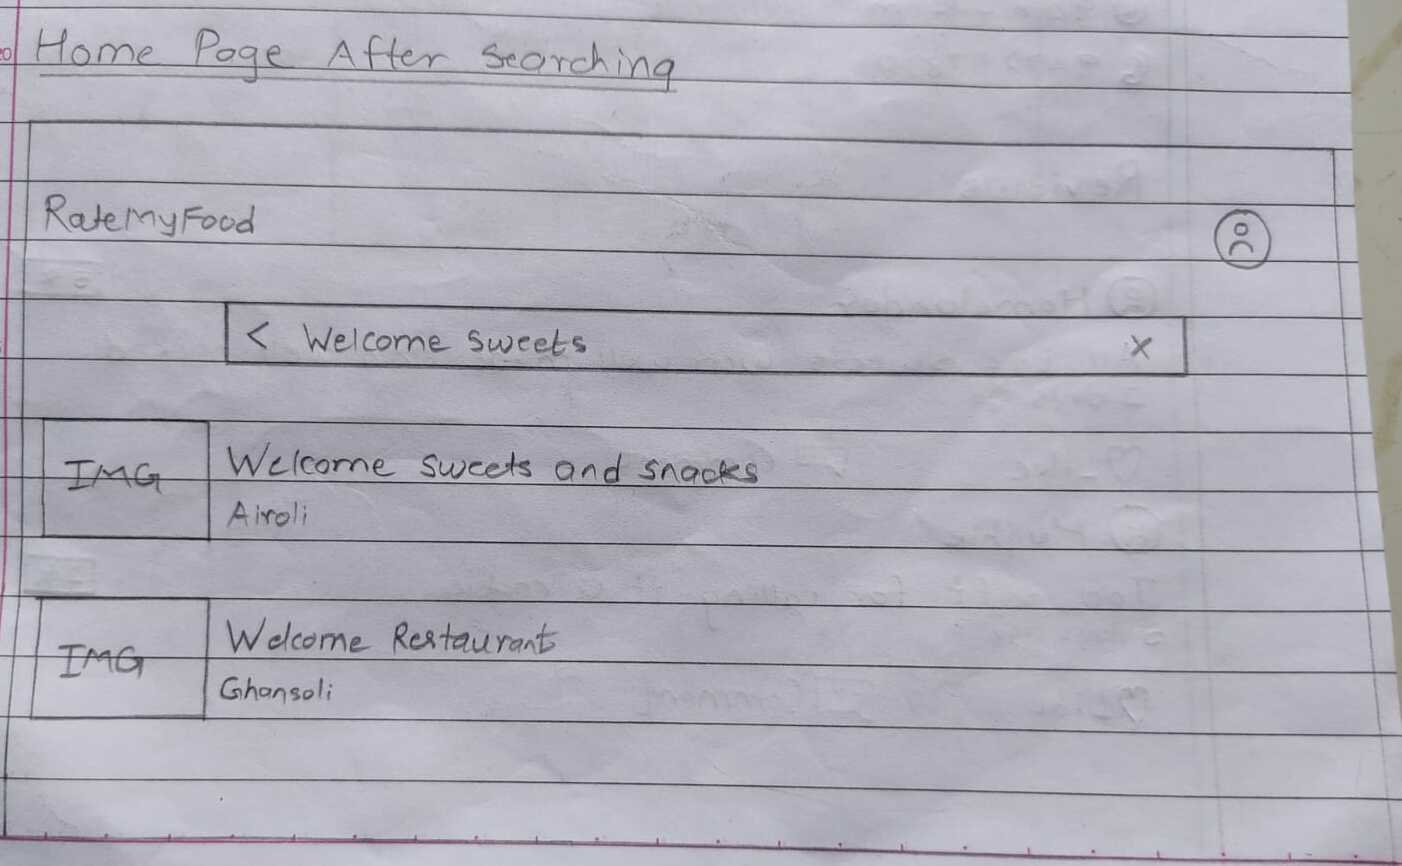 Home Page After Searching
RateMyFood
< Welcome Sweets X
IMG
Welcome sweets and snacks
Airoli
IMG
Welcome Restaurant
Ghansoli